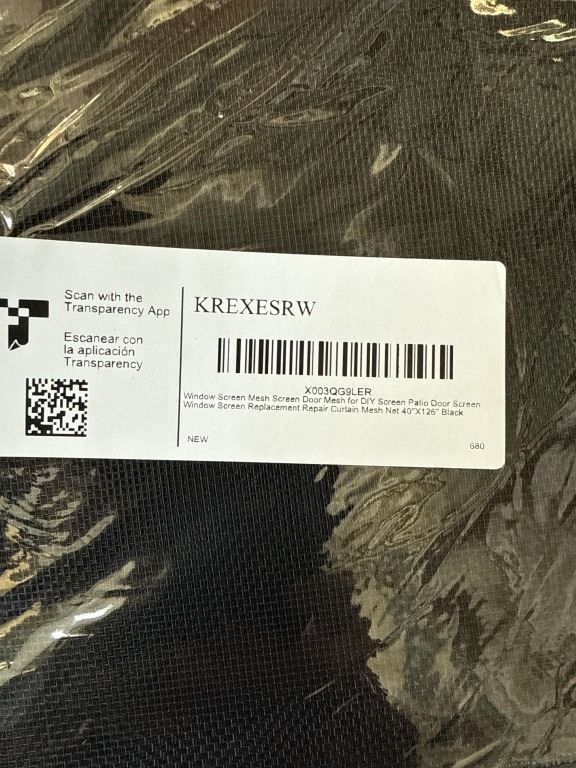 Scan with the
Transparency App
Escanear con
la aplicación
Transparency
KREXESRW
X003QG9LER
Window Screen Mesh Screen Door Mesh for DIY Screen Patio Door Screen
Window Screen Replacement Repair Curtain Mesh Net 40"X126" Black
NEW
680